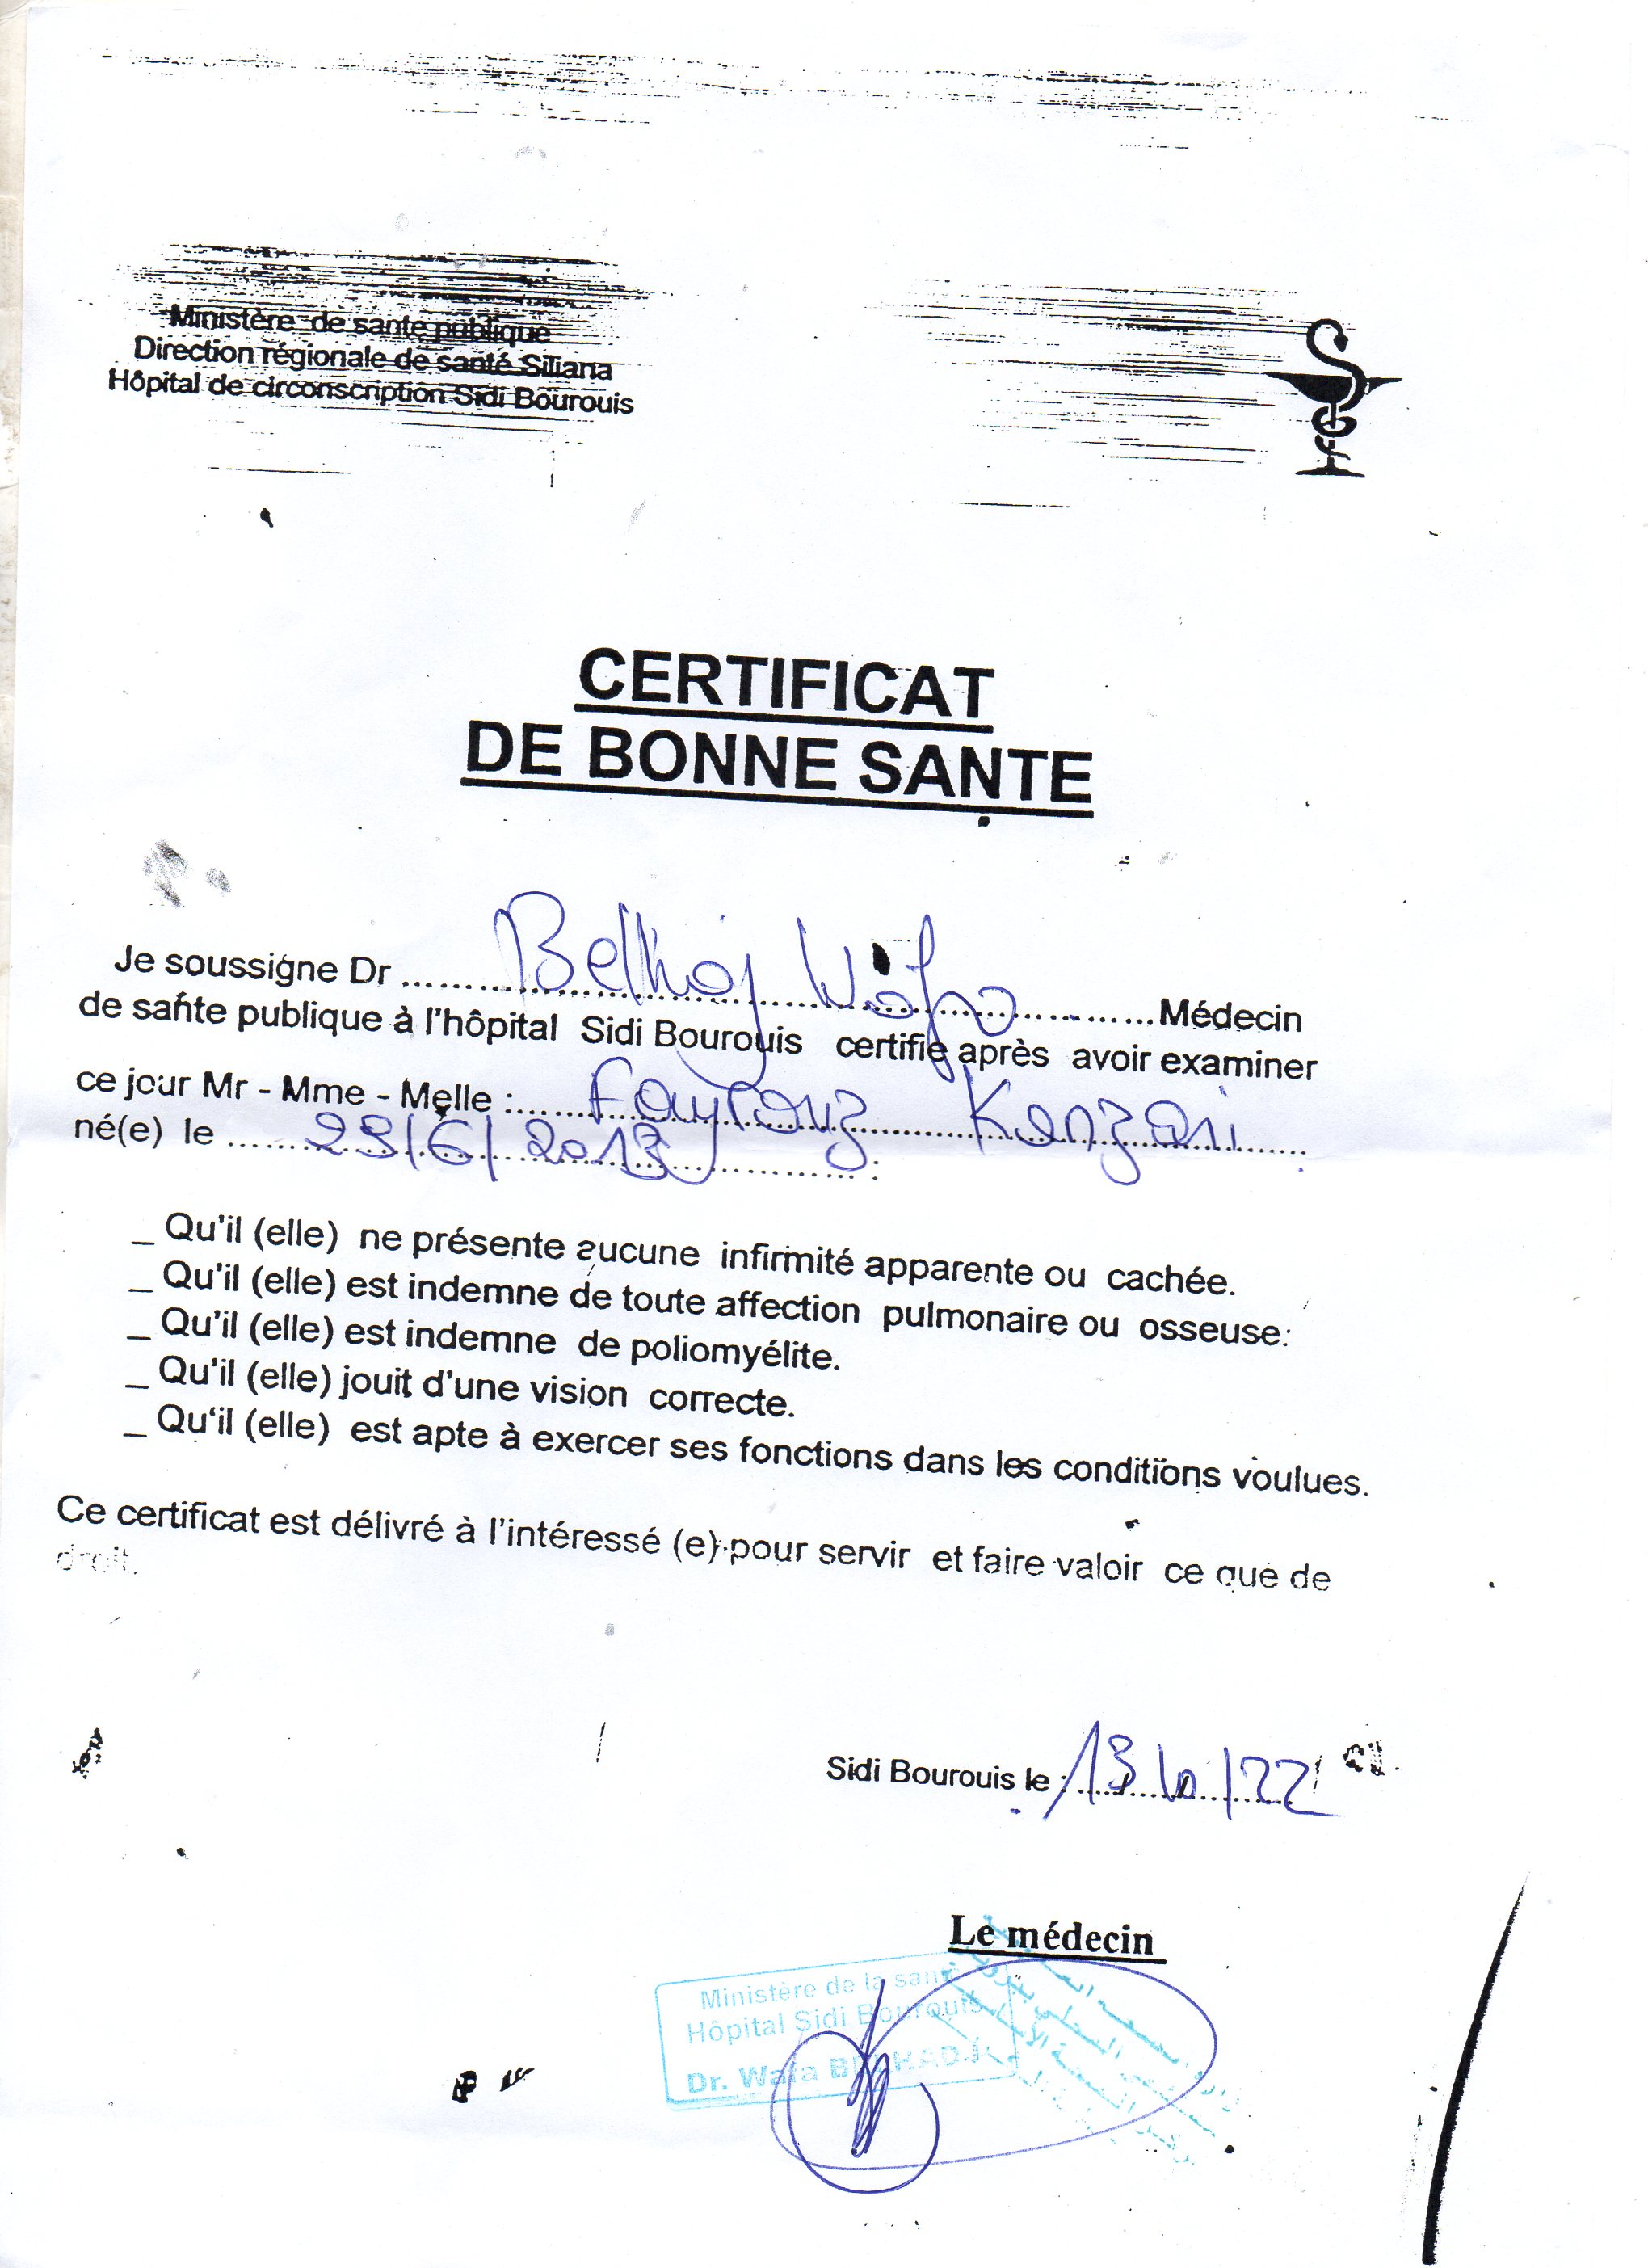 Ministère de sante publique
Direction régionale de santé Siliana
Hôpital de circonscription Sidi Bourouis
CERTIFICAT
DE BONNE SANTE
Je soussigne Dr .......... Belhaj Wafa .......... Médecin
de sante publique à l'hôpital Sidi Bourouis certifie après avoir examiner
ce jour Mr - Mme - Melle :.......... Fayrouz Kenzari ..........
né(e) le .......... 29/6/2013 ..........
_ Qu'il (elle) ne présente aucune infirmité apparente ou cachée.
_ Qu'il (elle) est indemne de toute affection pulmonaire ou osseuse.
_ Qu'il (elle) est indemne de poliomyélite.
_ Qu'il (elle) jouit d'une vision correcte.
_ Qu'il (elle) est apte à exercer ses fonctions dans les conditions voulues.
Ce certificat est délivré à l'intéressé (e) pour servir et faire valoir ce que de
droit.
Sidi Bourouis le : 13/10/22
Le médecin
Ministère de la santé
Hôpital Sidi Bourouis
Dr. Wafa BELHADJ